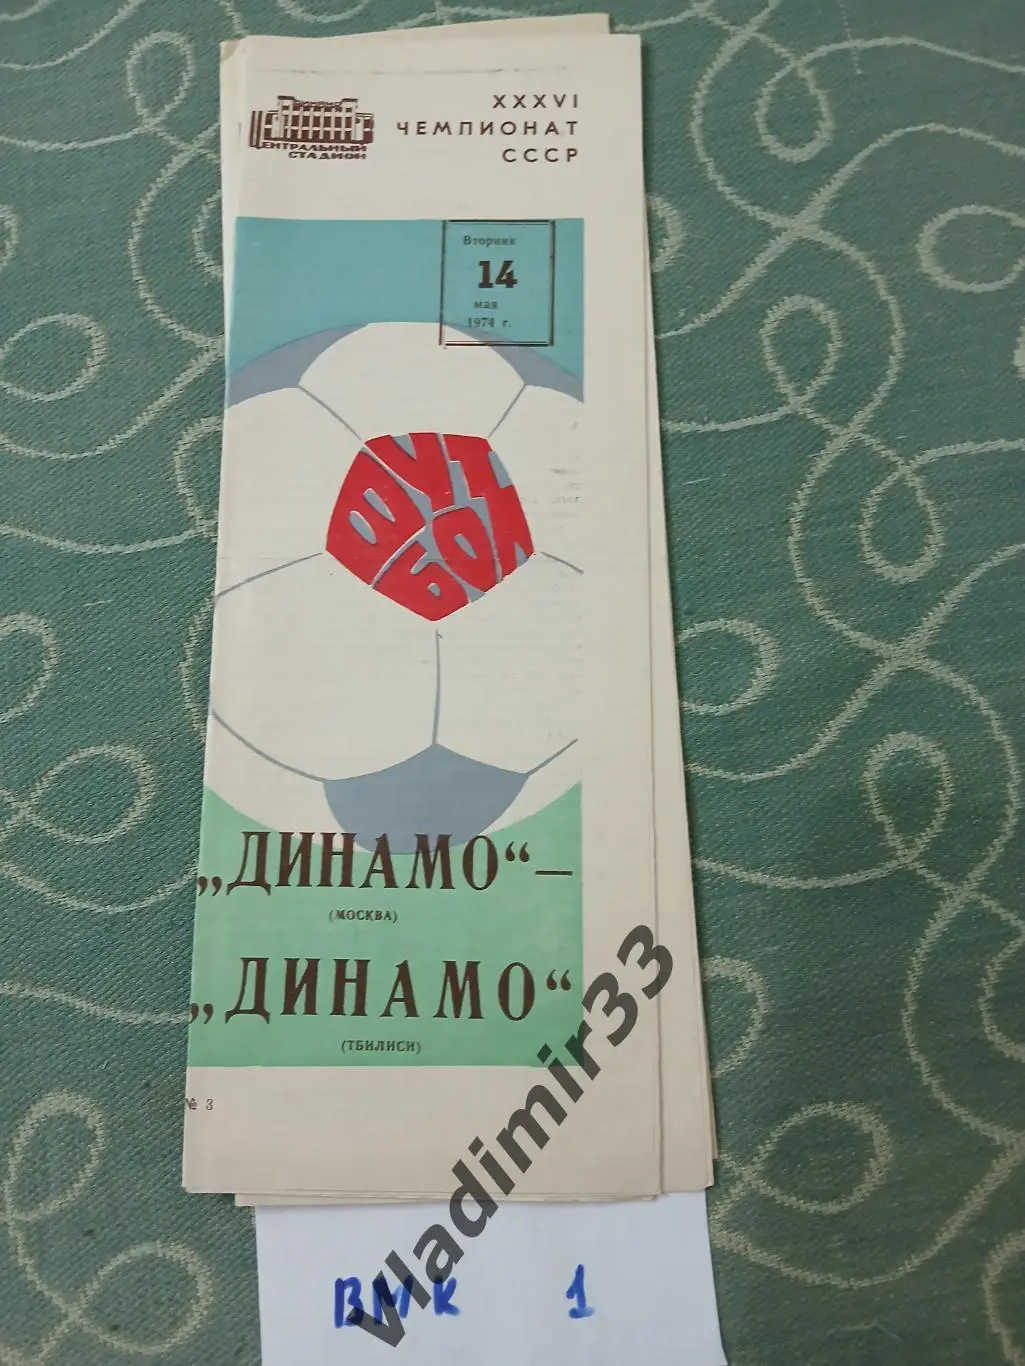 XXXVI
ЧЕМПИОНАТ
СССР
ЦЕНТРАЛЬНЫЙ
СТАДИОН
Вторник
14
мая
1974 г.
ФУТ
БОЛ
„ДИНАМО“ —
(МОСКВА)
„ДИНАМО“
(ТБИЛИСИ)
№ 3
vladimir33
ВМК 1